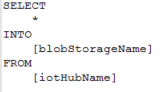 SELECT
*
INTO
[blobStorageName]
FROM
[iotHubName]